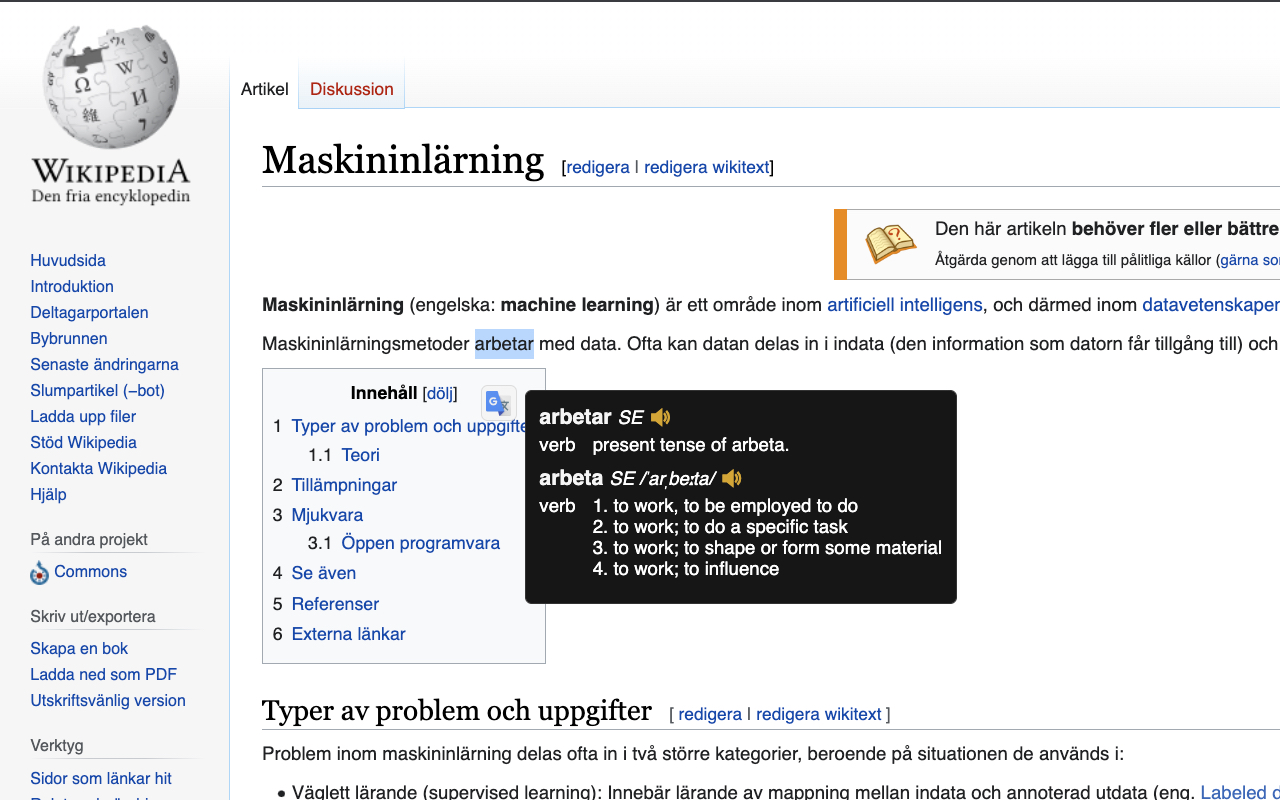 WIKIPEDIA
Den fria encyklopedin
Huvudsida
Introduktion
Deltagarportalen
Bybrunnen
Senaste ändringarna
Slumpartikel (–bot)
Ladda upp filer
Stöd Wikipedia
Kontakta Wikipedia
Hjälp
På andra projekt
Commons
Skriv ut/exportera
Skapa en bok
Ladda ned som PDF
Utskriftsvänlig version
Verktyg
Sidor som länkar hit
Artikel Diskussion
Maskininlärning [redigera | redigera wikitext]
Den här artikeln behöver fler eller bättre
Åtgärda genom att lägga till pålitliga källor (gärna
Maskininlärning (engelska: machine learning) är ett område inom artificiell intelligens, och därmed inom datavetenskapen
Maskininlärningsmetoder arbetar med data. Ofta kan datan delas in i indata (den information som datorn får tillgång till) och
Innehåll [dölj]
1 Typer av problem och uppgifte
1.1 Teori
2 Tillämpningar
3 Mjukvara
3.1 Öppen programvara
4 Se även
5 Referenser
6 Externa länkar
arbetar SE
verb present tense of arbeta.
arbeta SE /ˈarˌbeːta/
verb 1. to work, to be employed to do
2. to work; to do a specific task
3. to work; to shape or form some material
4. to work; to influence
Typer av problem och uppgifter [ redigera | redigera wikitext ]
Problem inom maskininlärning delas ofta in i två större kategorier, beroende på situationen de används i:
• Väglett lärande (supervised learning): Innebär lärande av mappning mellan indata och annoterad utdata (eng. Labeled